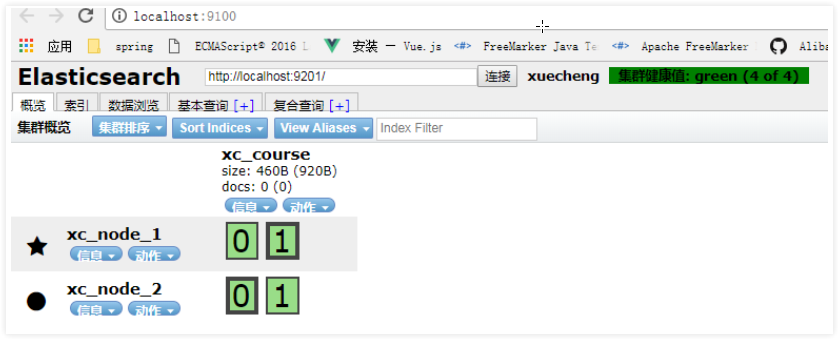 localhost:9100
应用 spring ECMAScript® 2016 L 安装 — Vue.js <#> FreeMarker Java Te <#> Apache FreeMarker Aliba
Elasticsearch http://localhost:9201/ 连接 xuecheng 集群健康值: green (4 of 4)
概览 索引 数据浏览 基本查询 [+] 复合查询 [+]
集群概览 集群排序 Sort Indices View Aliases Index Filter
xc_course
size: 460B (920B)
docs: 0 (0)
信息 动作
xc_node_1 0 1
信息 动作
xc_node_2 0 1
信息 动作